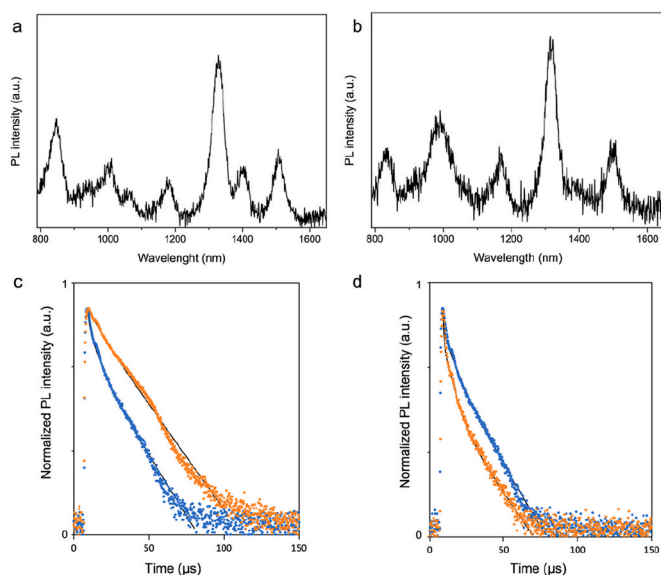 a
b
PL intensity (a.u.)
PL intensity (a.u.)
800 1000 1200 1400 1600
800 1000 1200 1400 1600
Wavelenght (nm)
Wavelength (nm)
c
d
1
1
Normalized PL intensity (a.u.)
Normalized PL intensity (a.u.)
0
0
0 50 100 150
0 50 100 150
Time (µs)
Time (µs)